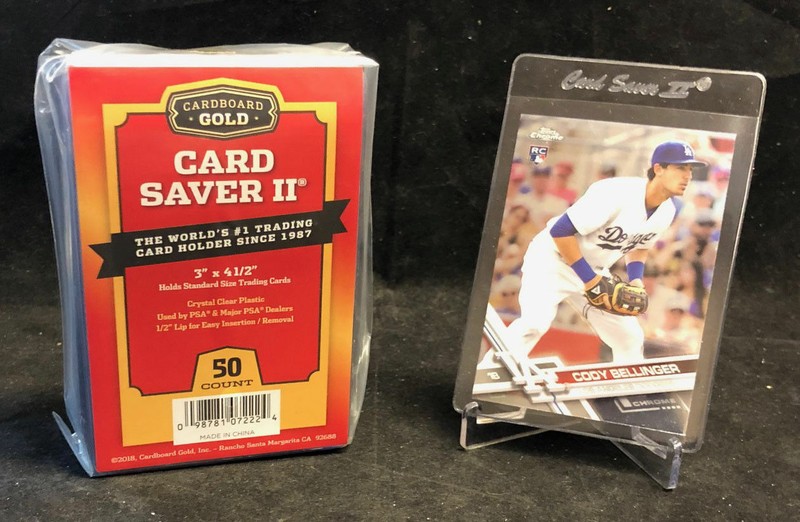 CARDBOARD
GOLD
CARD
SAVER II®
THE WORLD'S #1 TRADING
CARD HOLDER SINCE 1987
3" x 4 1/2"
Holds Standard Size Trading Cards
Crystal Clear Plastic
Used by PSA® & Major PSA® Dealers
1/2" Lip for Easy Insertion / Removal
50
COUNT
0 98781 07222 4
MADE IN CHINA
©2018, Cardboard Gold, Inc. - Rancho Santa Margarita CA 92688
Card Saver II®
Topps
Chrome
RC
LA
Dodgers
1B
CODY BELLINGER
CHROME